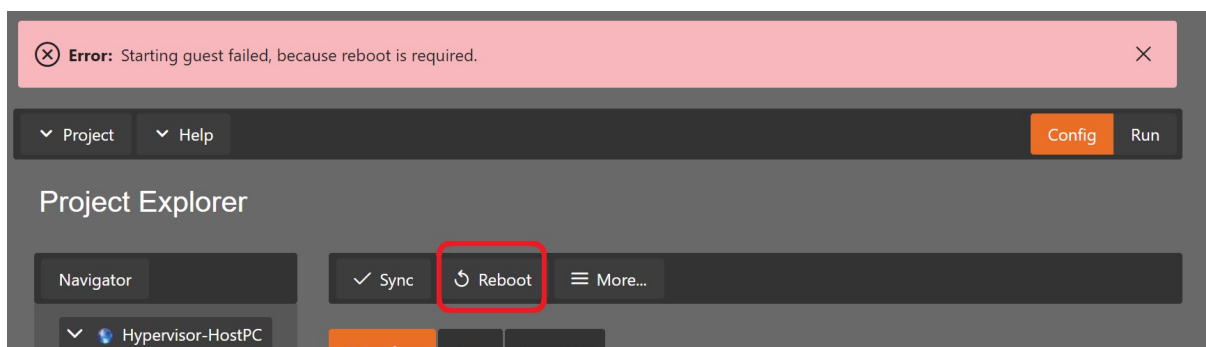 Error: Starting guest failed, because reboot is required.
Project Help Config Run
Project Explorer
Navigator Sync Reboot More...
Hypervisor-HostPC